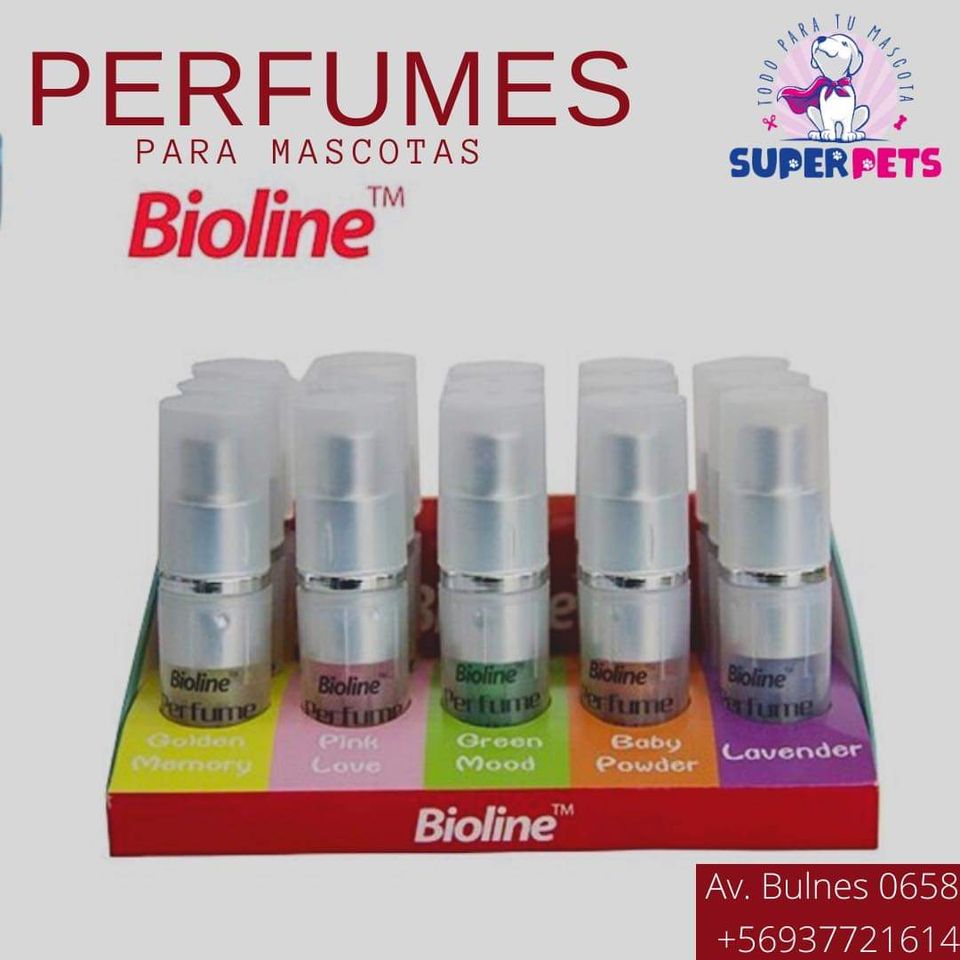 PERFUMES
PARA MASCOTAS
Bioline™
TODO PARA TU MASCOTA
SUPERPETS
Bioline™
Perfume
Bioline™
Perfume
Bioline™
Perfume
Bioline™
Perfume
Bioline™
Perfume
Golden
Memory
Pink
Love
Green
Mood
Baby
Powder
Lavender
Bioline™
Av. Bulnes 0658
+56937721614